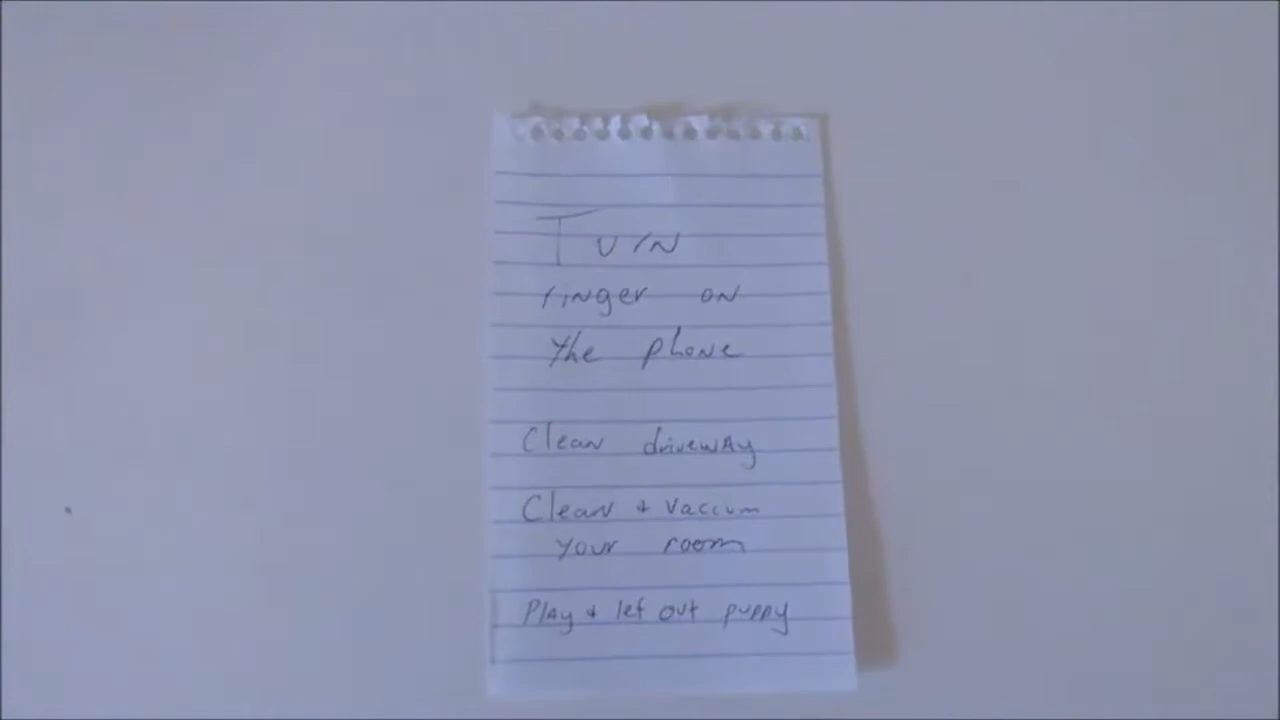 Turn
ringer on
the phone
Clean driveway
Clean + Vaccum
your room
Play + let out puppy